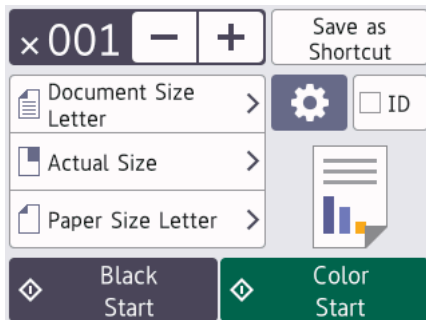 ×001 − +
Save as
Shortcut
Document Size
Letter
ID
Actual Size
Paper Size Letter
Black
Start
Color
Start